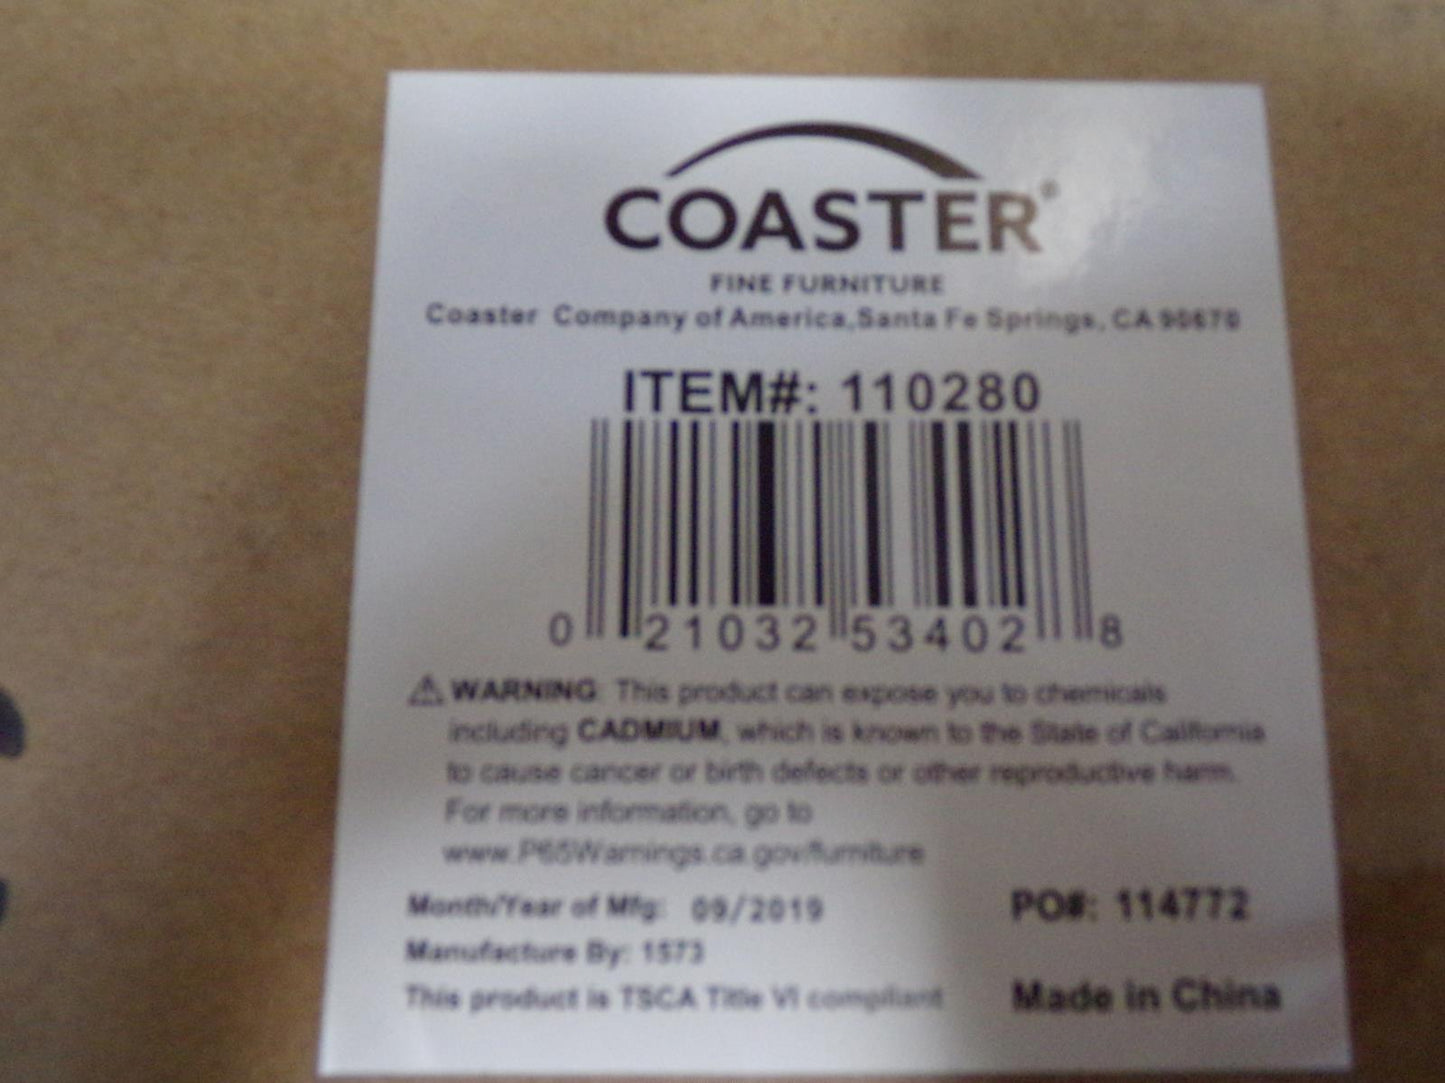 COASTER®
FINE FURNITURE
Coaster Company of America,Santa Fe Springs, CA 90670
ITEM#: 110280
0 21032 53402 8
⚠ WARNING: This product can expose you to chemicals
including CADMIUM, which is known to the State of California
to cause cancer or birth defects or other reproductive harm.
For more information, go to
www.P65Warnings.ca.gov/furniture
Month/Year of Mfg: 09/2019 PO#: 114772
Manufacture By: 1573
This product is TSCA Title VI compliant Made in China